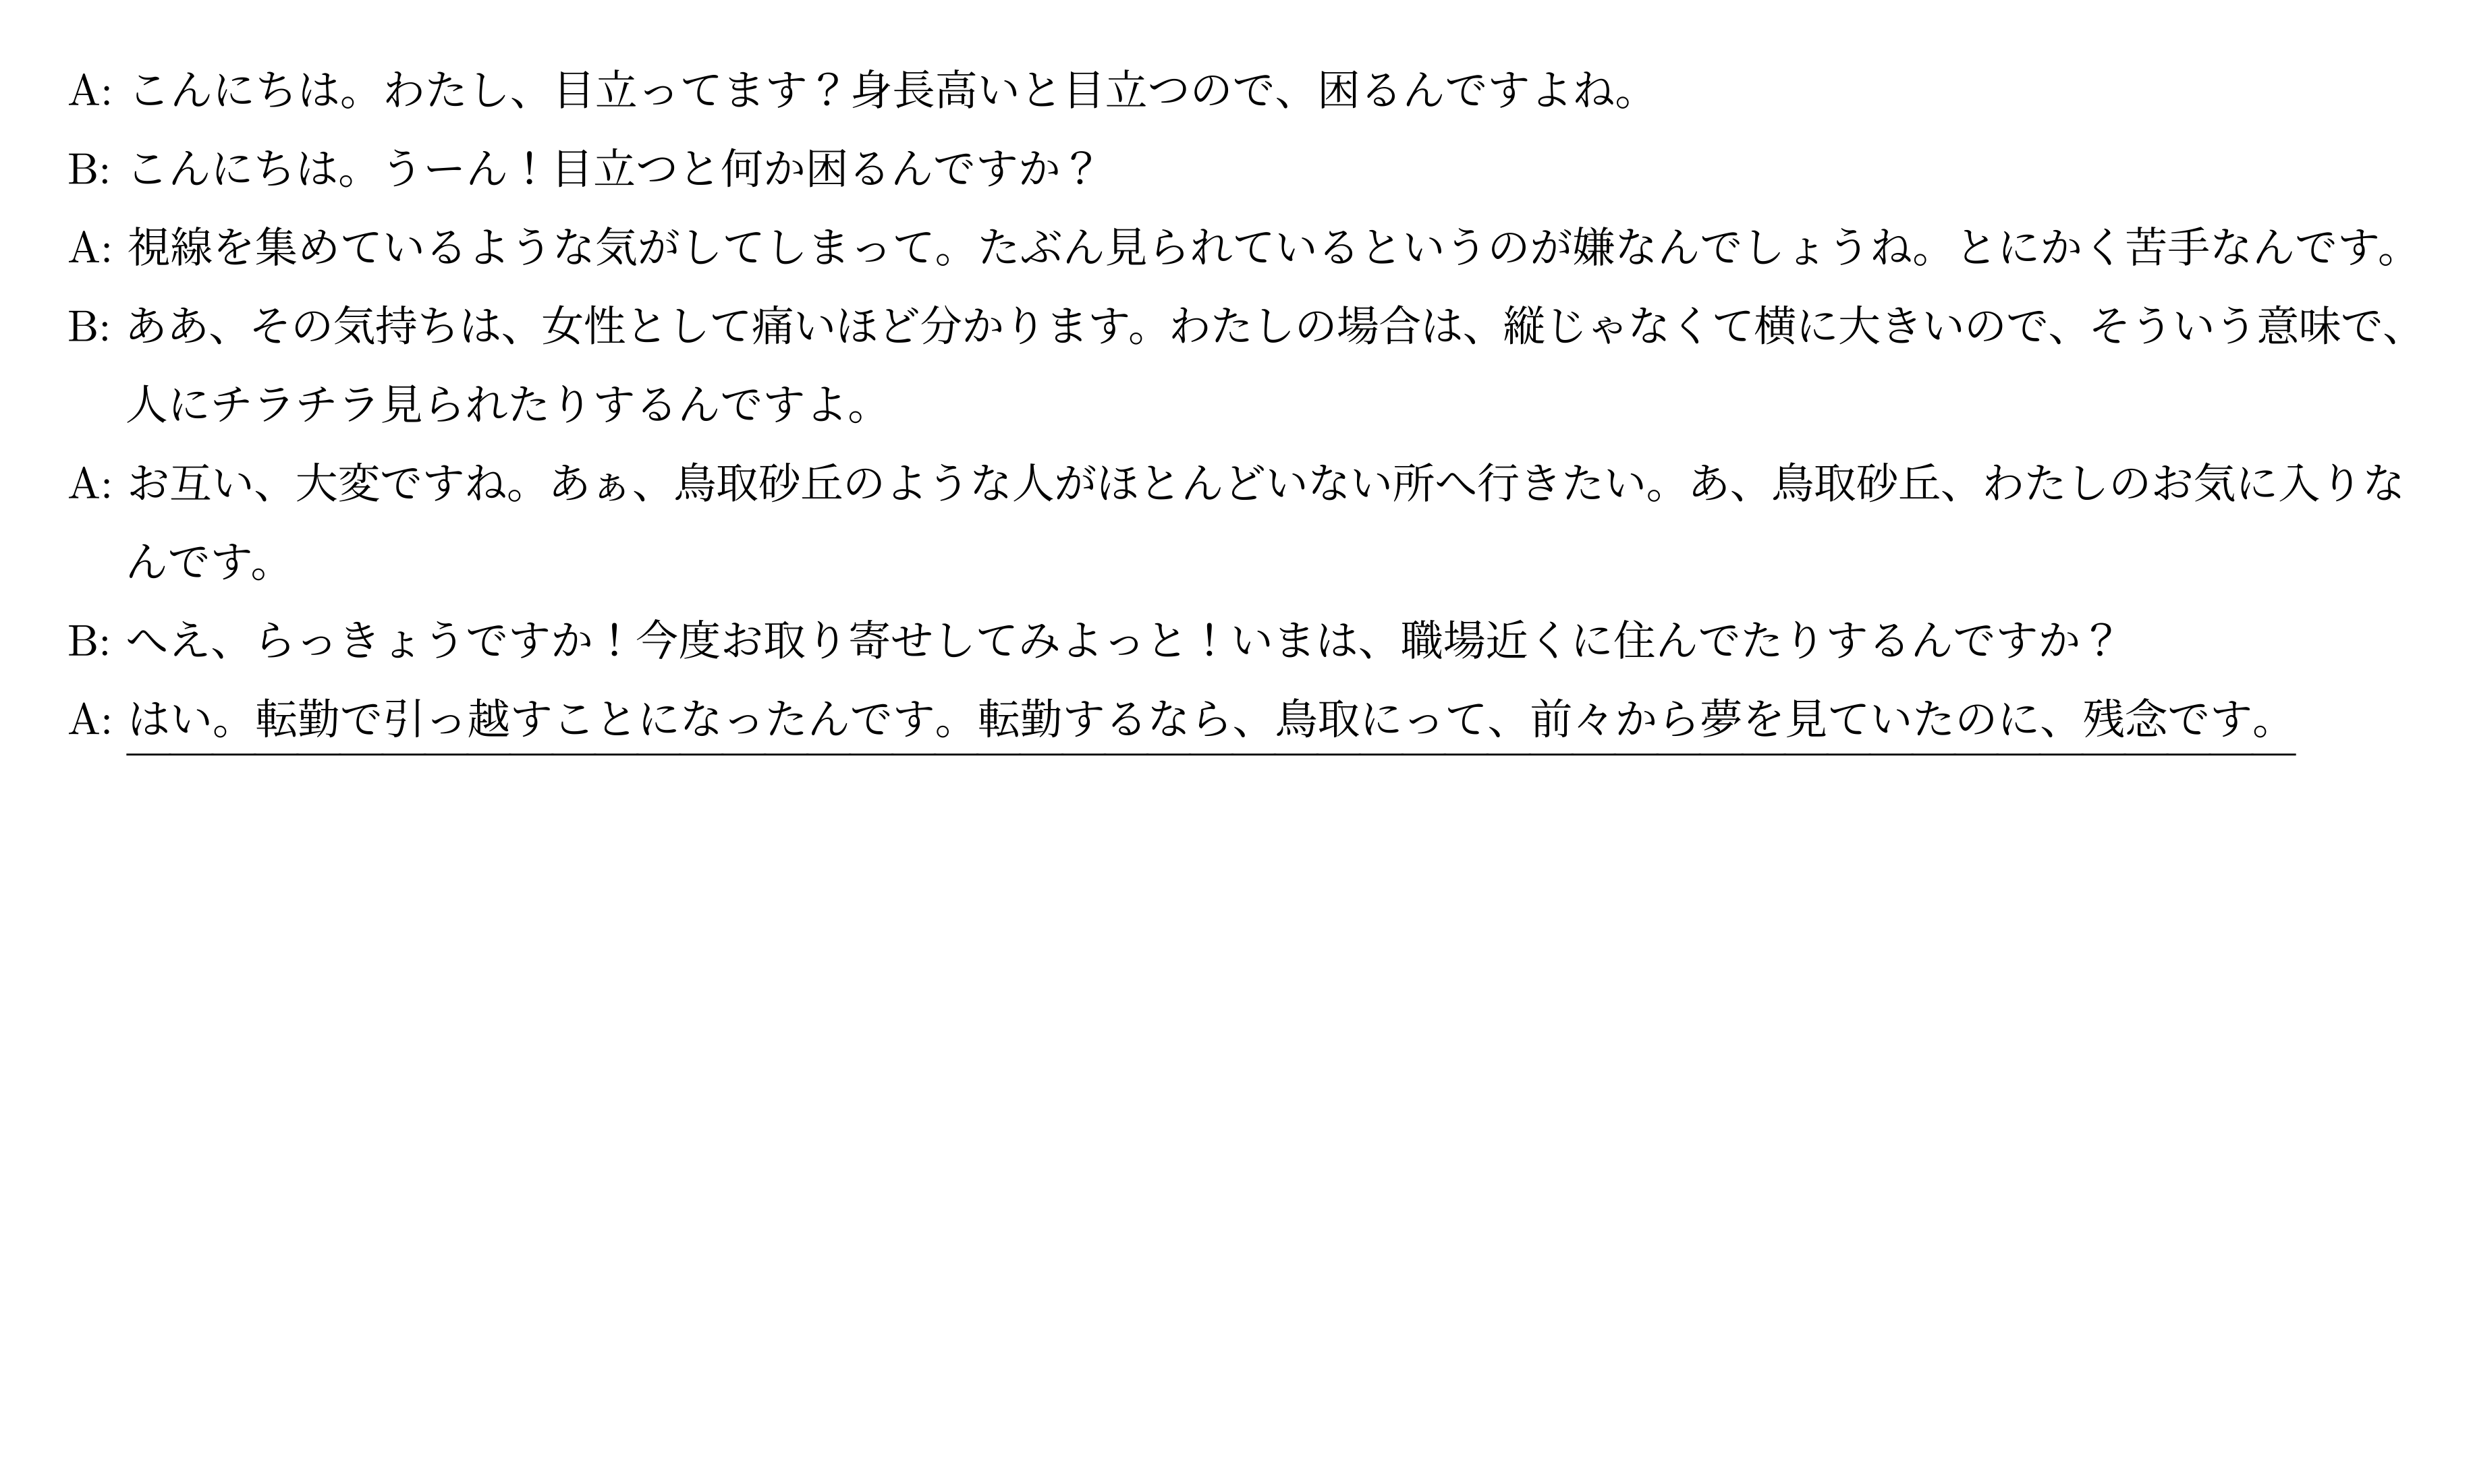 A: こんにちは。わたし、目立ってます？身長高いと目立つので、困るんですよね。
B: こんにちは。うーん！目立つと何か困るんですか？
A: 視線を集めているような気がしてしまって。たぶん見られているというのが嫌なんでしょうね。とにかく苦手なんです。
B: ああ、その気持ちは、女性として痛いほど分かります。わたしの場合は、縦じゃなくて横に大きいので、そういう意味で、
人にチラチラ見られたりするんですよ。
A: お互い、大変ですね。あぁ、鳥取砂丘のような人がほとんどいない所へ行きたい。あ、鳥取砂丘、わたしのお気に入りな
んです。
B: へえ、らっきょうですか！今度お取り寄せしてみよっと！いまは、職場近くに住んでたりするんですか？
A: はい。転勤で引っ越すことになったんです。転勤するなら、鳥取にって、前々から夢を見ていたのに、残念です。